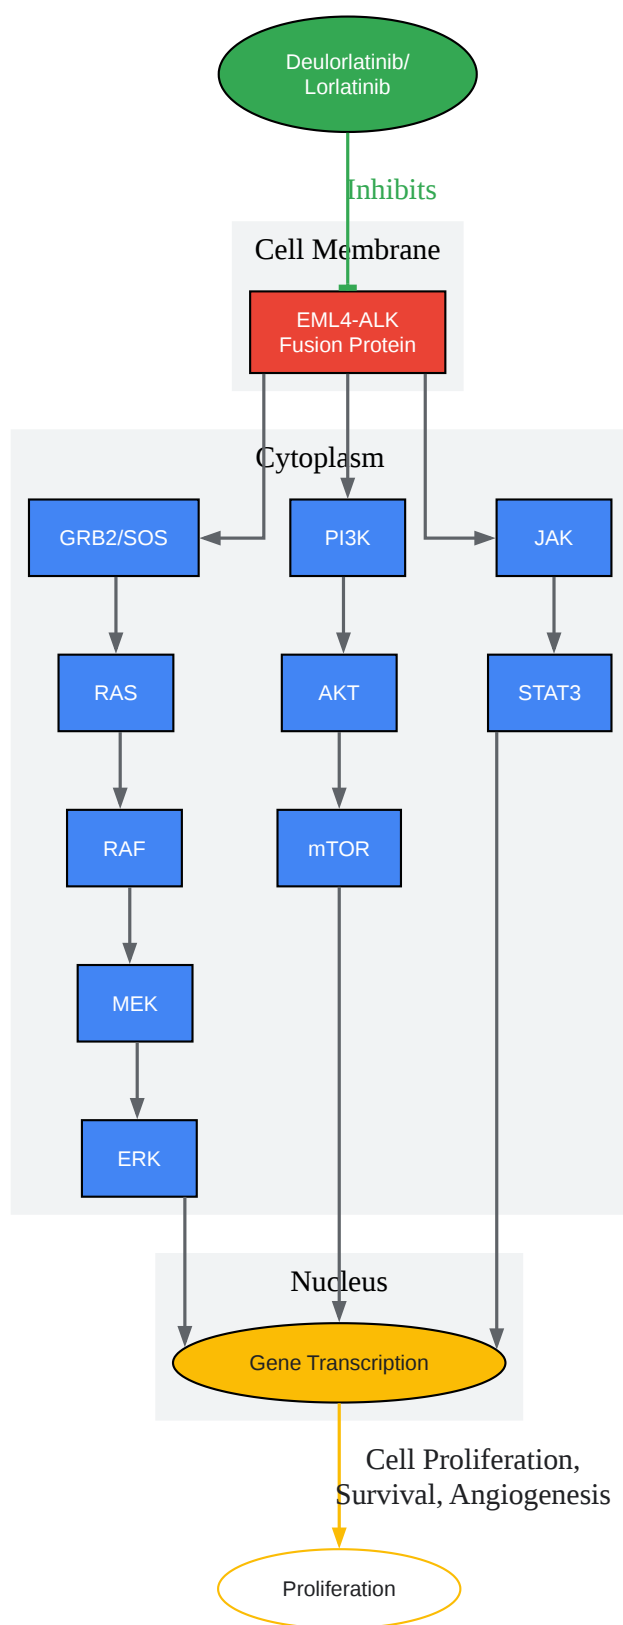 Deulorlatinib/
Lorlatinib
Inhibits
Cell Membrane
EML4-ALK
Fusion Protein
Cytoplasm
GRB2/SOS
PI3K
JAK
RAS
AKT
STAT3
RAF
mTOR
MEK
ERK
Nucleus
Gene Transcription
Cell Proliferation,
Survival, Angiogenesis
Proliferation